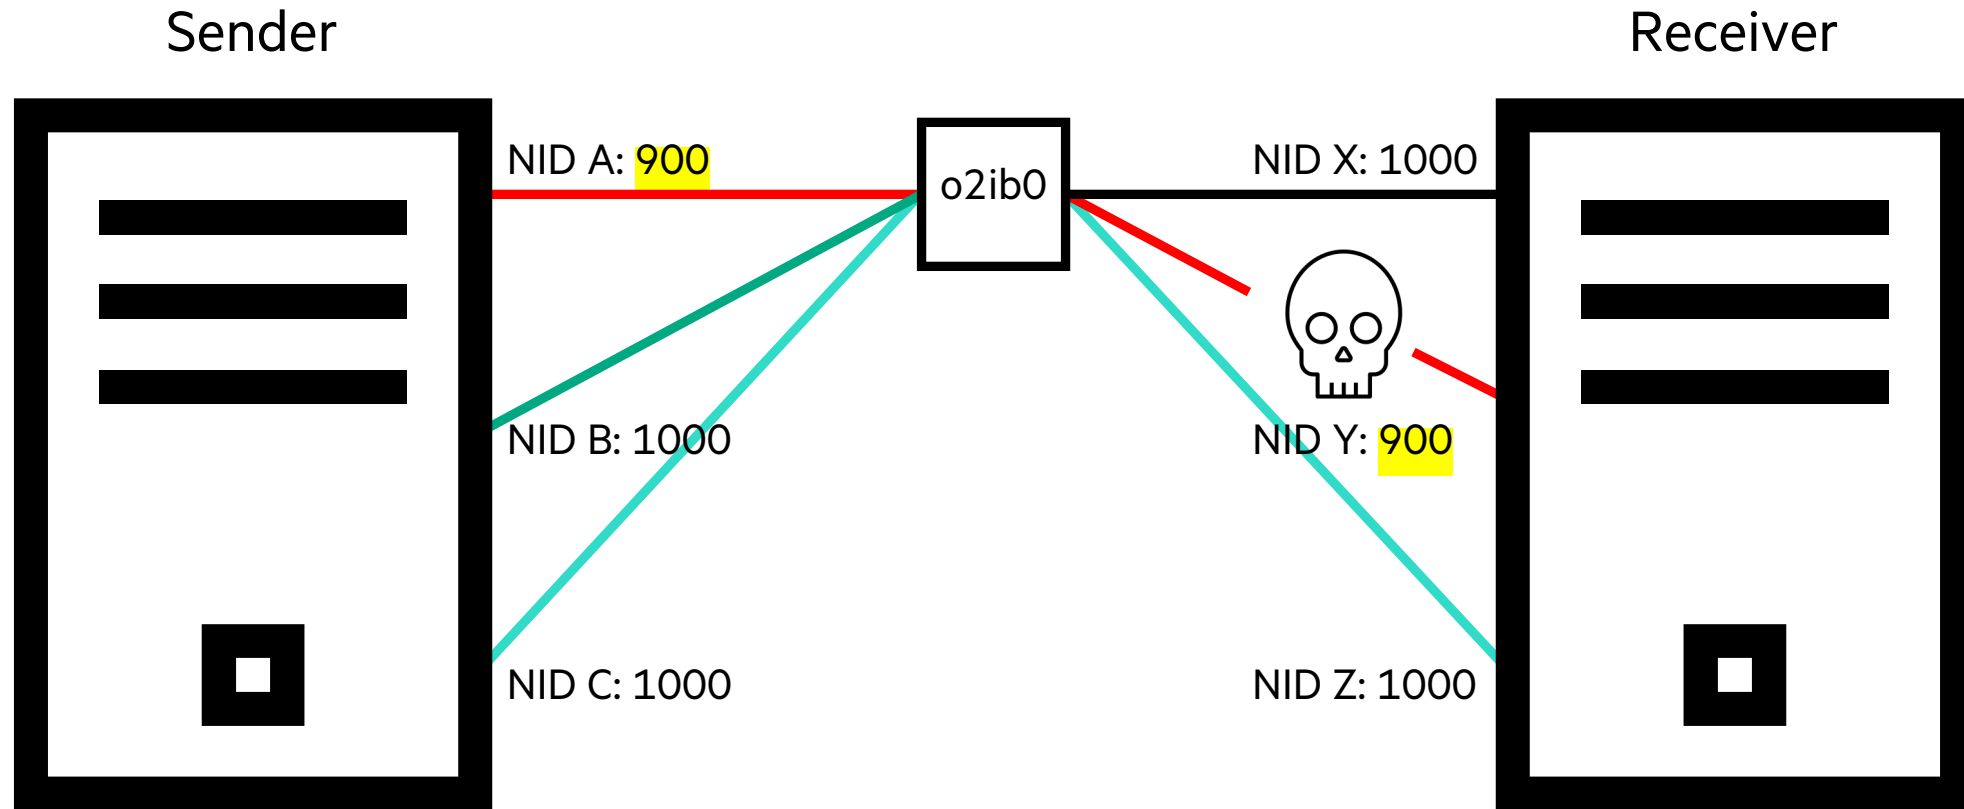 Sender
Receiver
NID A: 900
o2ib0
NID X: 1000
NID B: 1000
NID Y: 900
NID C: 1000
NID Z: 1000